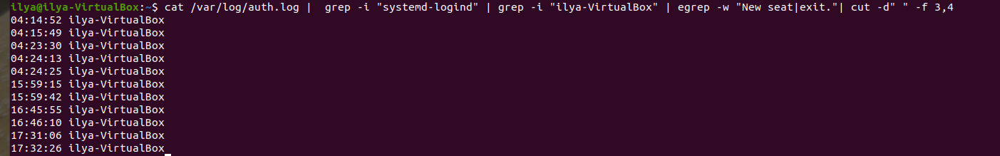 ilya@ilya-VirtualBox:~$ cat /var/log/auth.log |  grep -i "systemd-logind" | grep -i "ilya-VirtualBox" | egrep -w "New seat|exit."| cut -d" " -f 3,4
04:14:52 ilya-VirtualBox
04:15:49 ilya-VirtualBox
04:23:30 ilya-VirtualBox
04:24:13 ilya-VirtualBox
04:24:25 ilya-VirtualBox
15:59:15 ilya-VirtualBox
15:59:42 ilya-VirtualBox
16:45:55 ilya-VirtualBox
16:46:10 ilya-VirtualBox
17:31:06 ilya-VirtualBox
17:32:26 ilya-VirtualBox